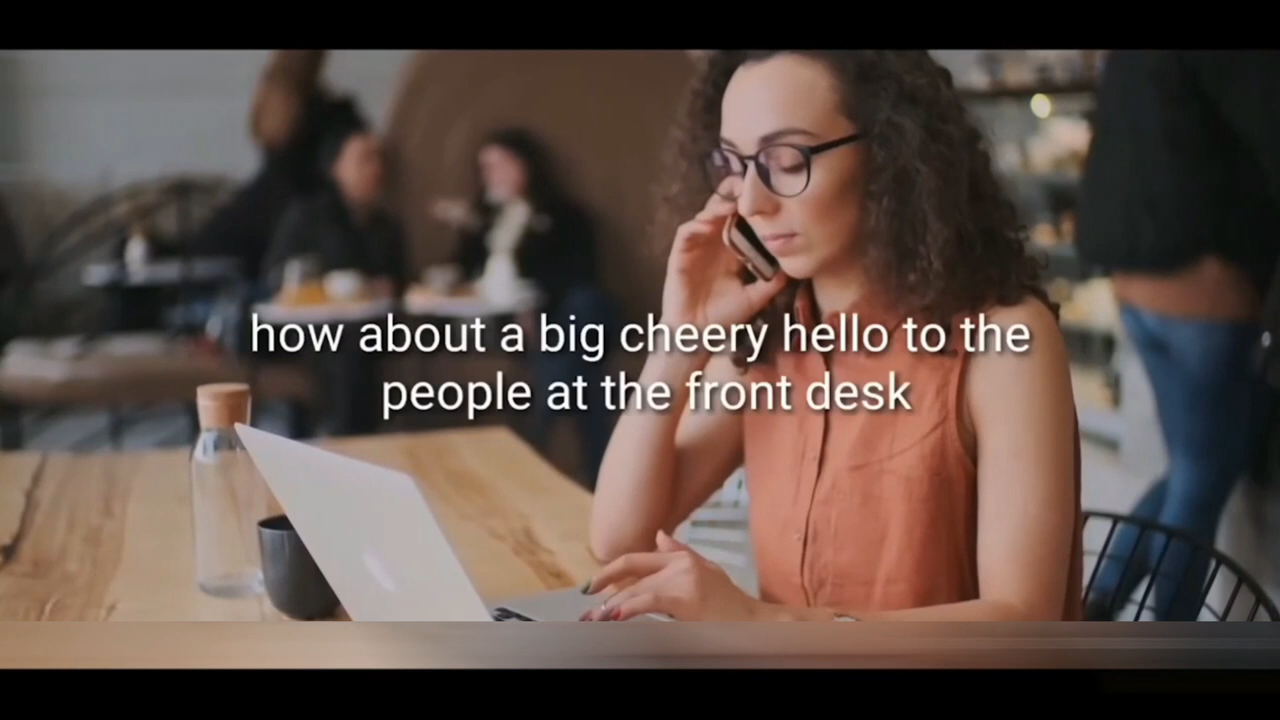 how about a big cheery hello to the
people at the front desk